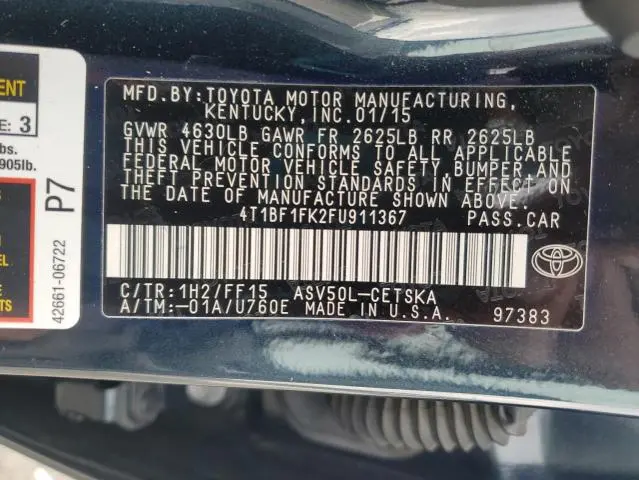 ENT
E: 3
bs.
905lb.
EL
TS
42661-06722
P7
MFD.BY:TOYOTA MOTOR MANUFACTURING,
KENTUCKY,INC.01/15
GVWR 4630LB GAWR FR 2625LB RR 2625LB
THIS VEHICLE CONFORMS TO ALL APPLICABLE
FEDERAL MOTOR VEHICLE SAFETY,BUMPER,AND
THEFT PREVENTION STANDARDS IN EFFECT ON
THE DATE OF MANUFACTURE SHOWN ABOVE.
4T1BF1FK2FU911367 PASS.CAR
C/TR:1H2/FF15 ASV50L-CETSKA
A/TM:-01A/U760E MADE IN U.S.A. 97383
TOYOTA